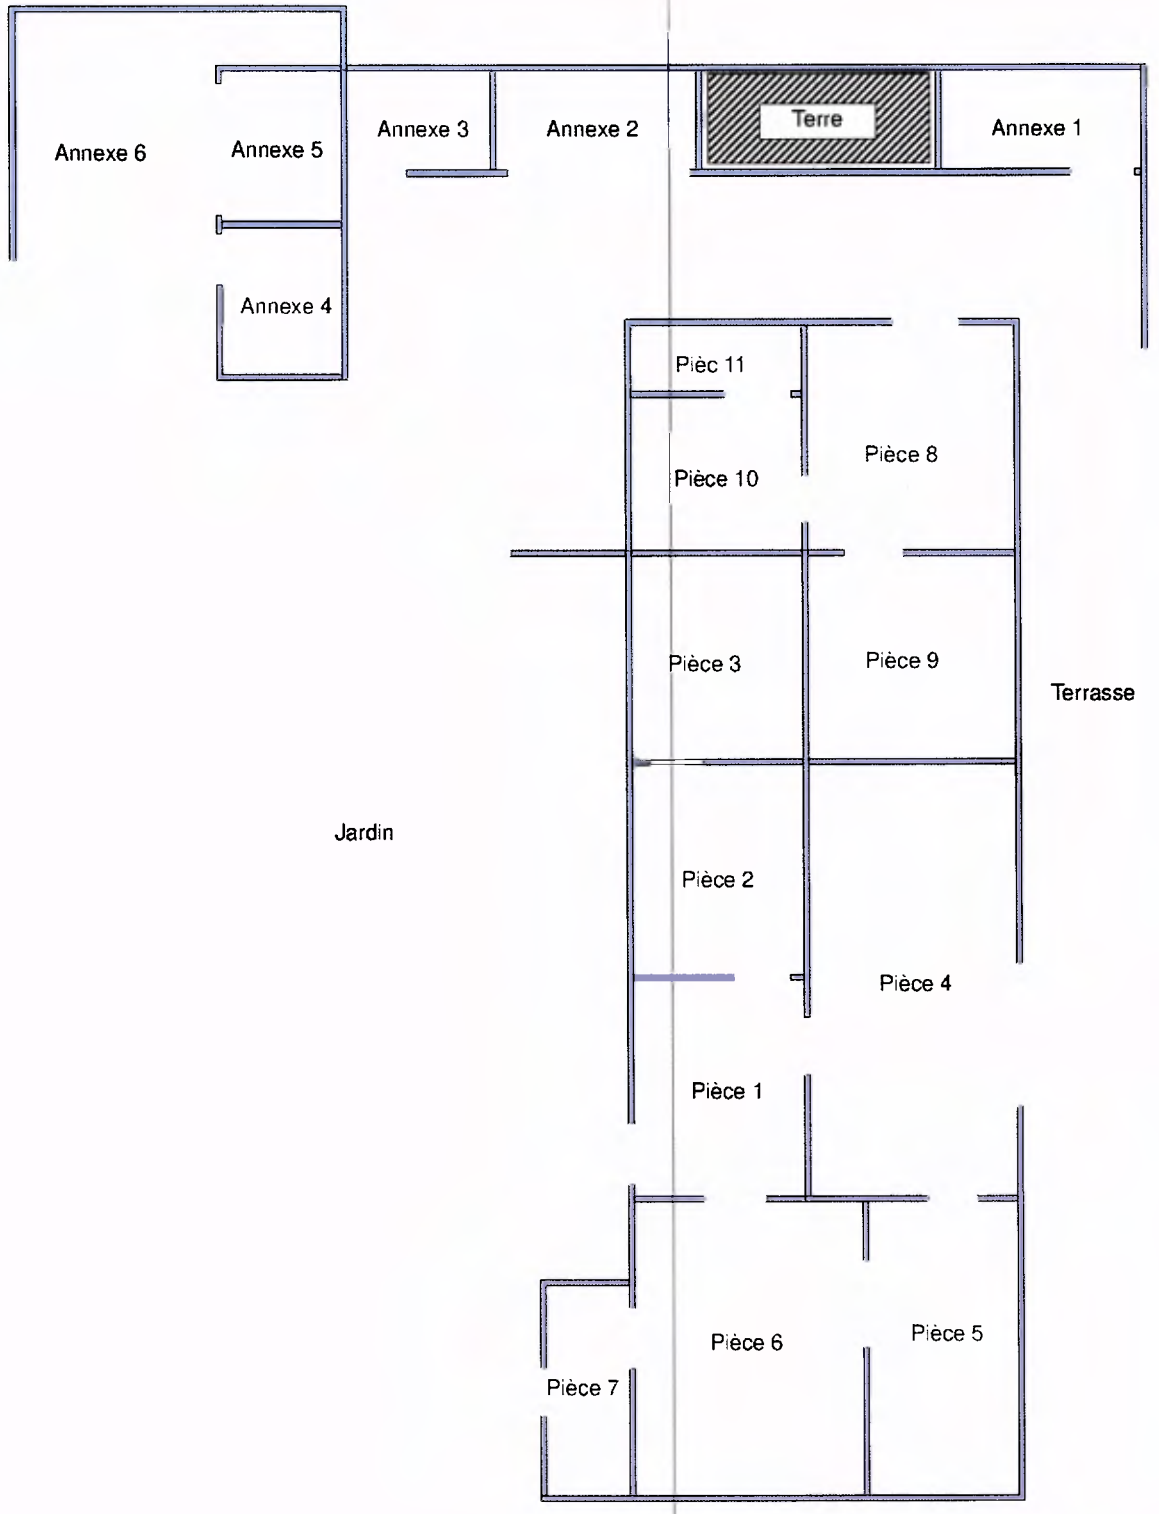 Terre
Annexe 1
Annexe 2
Annexe 3
Annexe 5
Annexe 6
Annexe 4
Pièc 11
Pièce 8
Pièce 10
Pièce 3
Pièce 9
Terrasse
Jardin
Pièce 2
Pièce 4
Pièce 1
Pièce 5
Pièce 6
Pièce 7